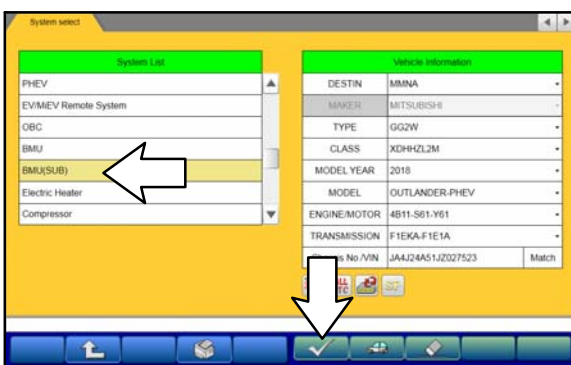 System select
System List
PHEV
EV/MiEV Remote System
OBC
BMU
BMU(SUB)
Electric Heater
Compressor
Vehicle Information
DESTIN MMNA
MAKER MITSUBISHI
TYPE GG2W
CLASS XDHHZL2M
MODEL YEAR 2018
MODEL OUTLANDER-PHEV
ENGINE/MOTOR 4B11-S61-Y61
TRANSMISSION F1EKA-F1E1A
No./VIN JA4J24A51JZ027523 Match